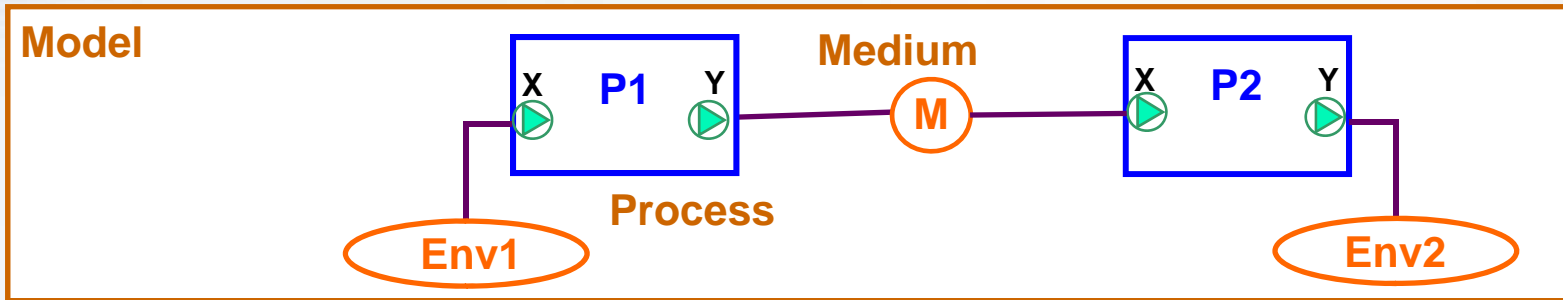 Model
X
P1
Y
Medium
M
X
P2
Y
Process
Env1
Env2